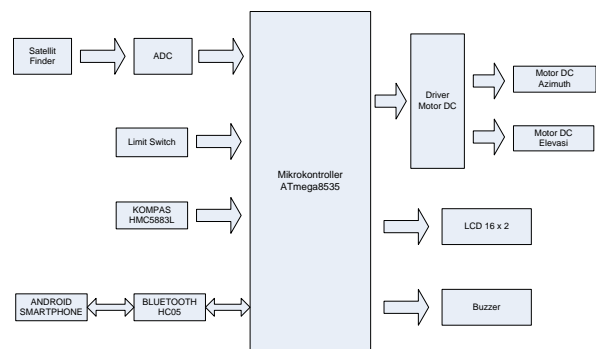 Satellit
Finder
ADC
Limit Switch
KOMPAS
HMC5883L
ANDROID
SMARTPHONE
BLUETOOTH
HC05
Mikrokontroller
ATmega8535
Driver
Motor DC
Motor DC
Azimuth
Motor DC
Elevasi
LCD 16 x 2
Buzzer